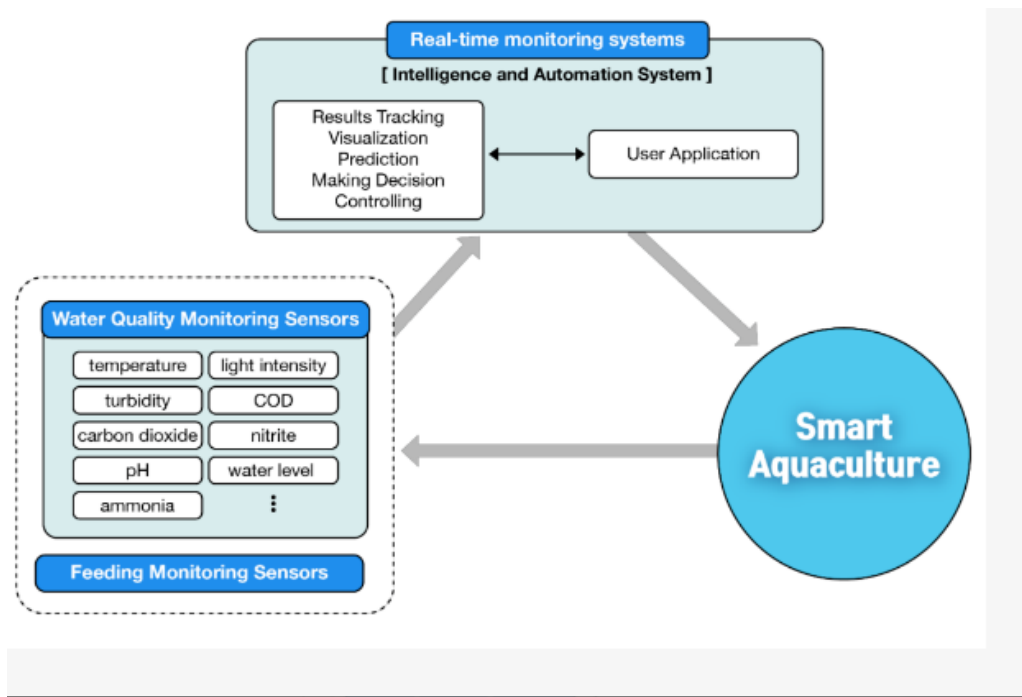 Real-time monitoring systems
[ Intelligence and Automation System ]
Results Tracking
Visualization
Prediction
Making Decision
Controlling
User Application
Water Quality Monitoring Sensors
temperature
light intensity
turbidity
COD
carbon dioxide
nitrite
pH
water level
ammonia
Feeding Monitoring Sensors
Smart
Aquaculture